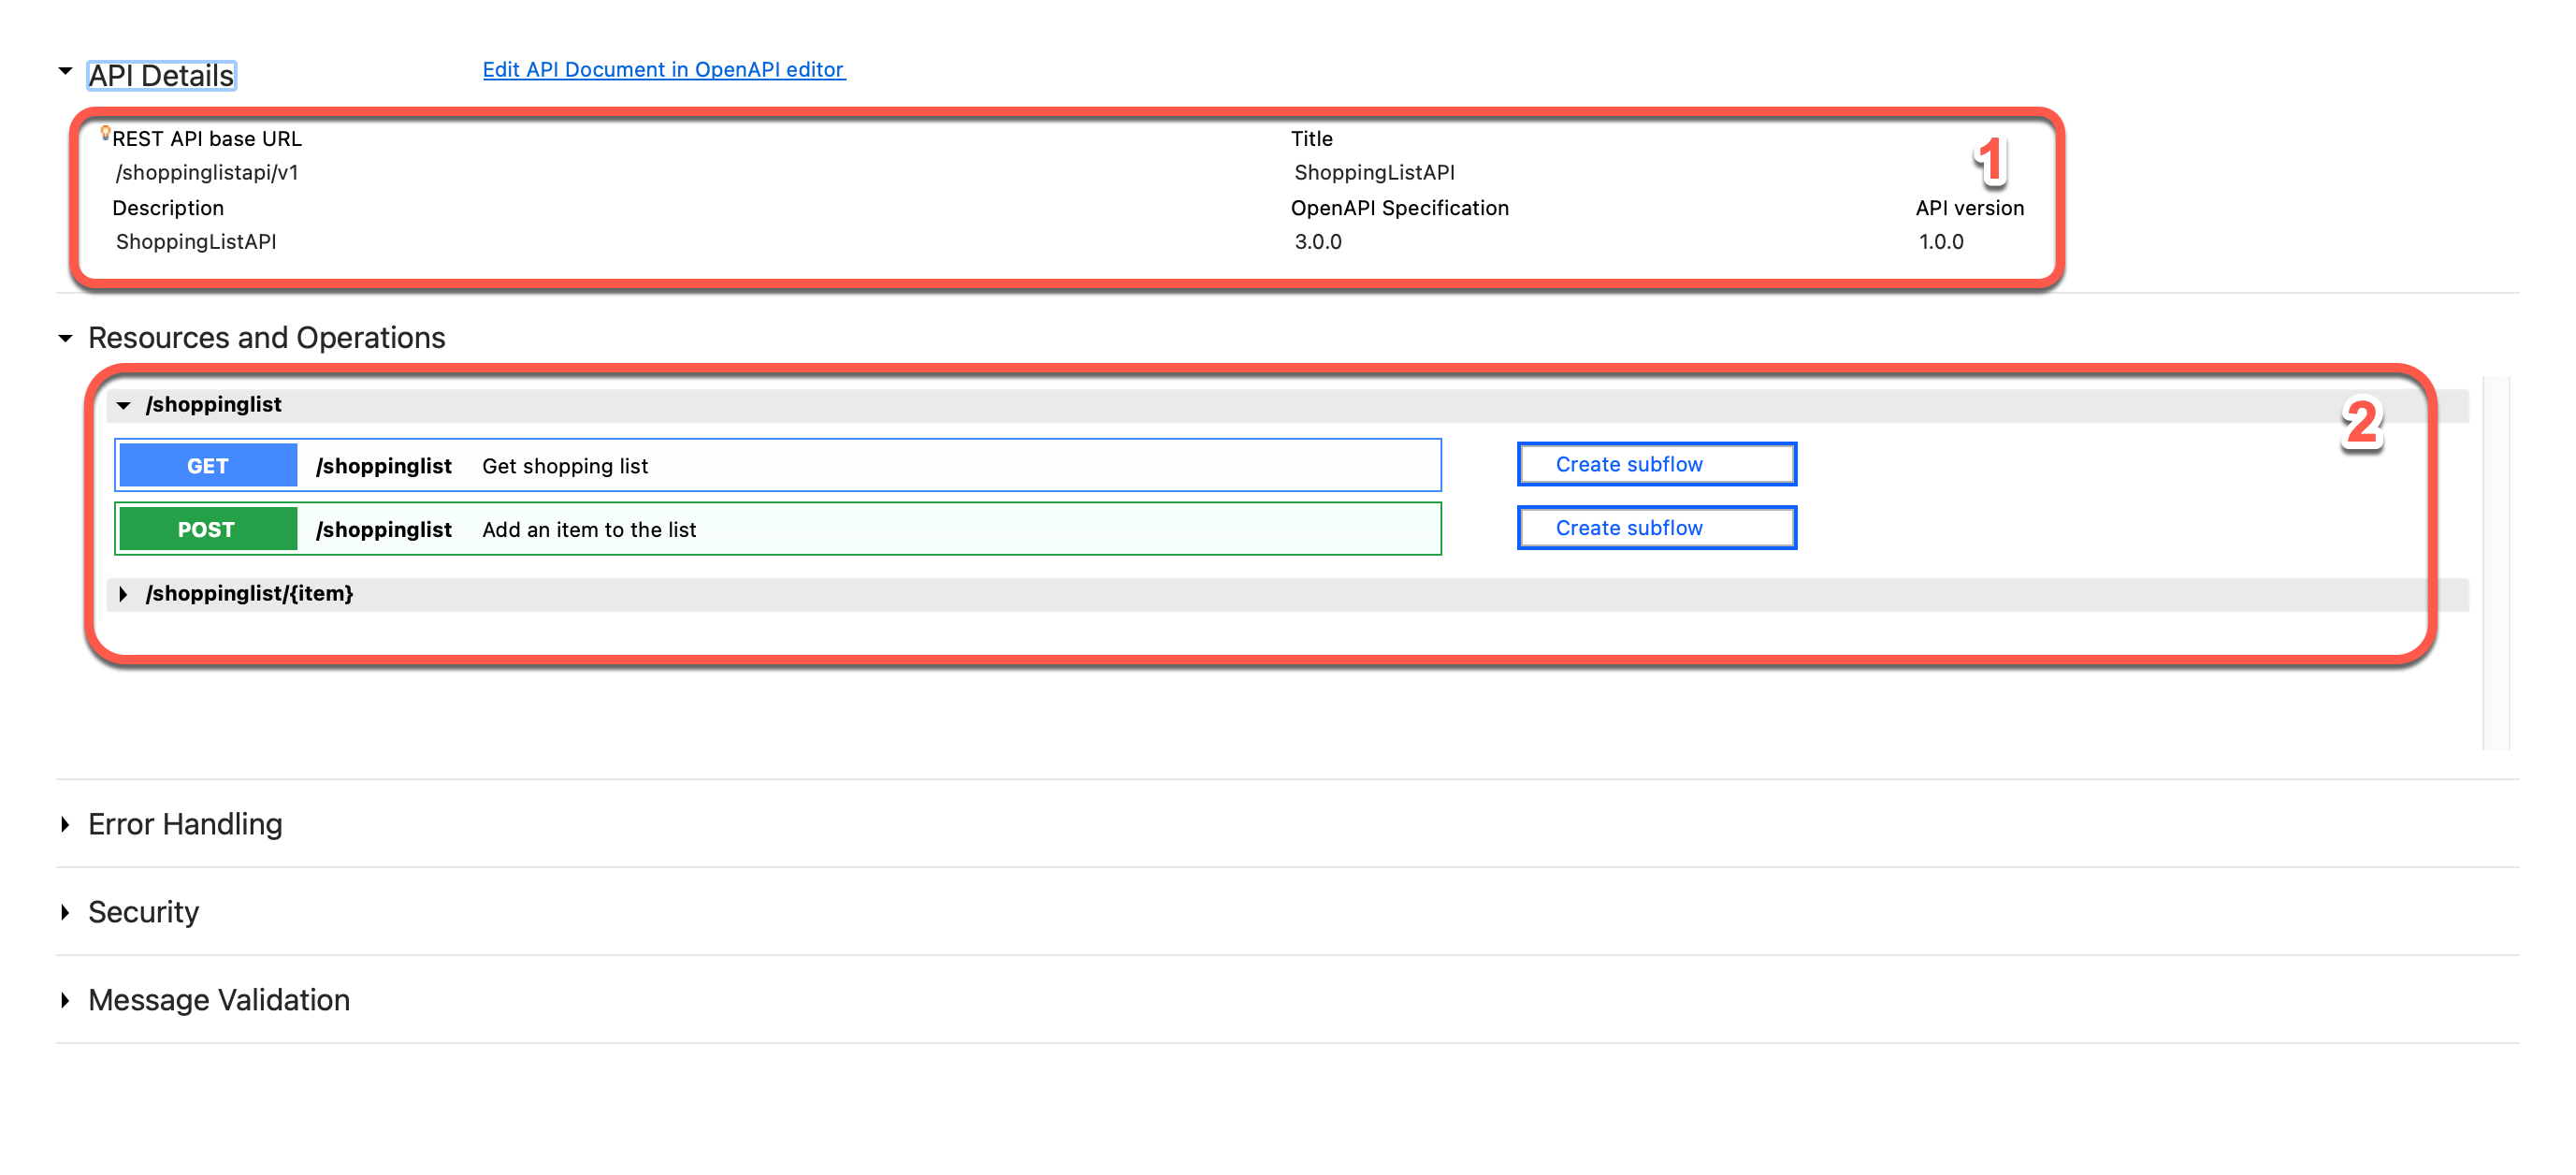 API Details Edit API Document in OpenAPI editor
REST API base URL Title 1
/shoppinglistapi/v1 ShoppingListAPI
Description OpenAPI Specification API version
ShoppingListAPI 3.0.0 1.0.0
Resources and Operations
/shoppinglist 2
GET /shoppinglist Get shopping list Create subflow
POST /shoppinglist Add an item to the list Create subflow
/shoppinglist/{item}
Error Handling
Security
Message Validation